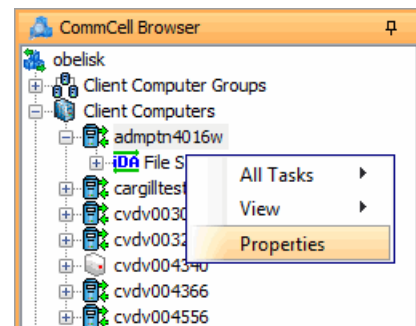 CommCell Browser
obelisk
Client Computer Groups
Client Computers
admptn4016w
iDA File S
All Tasks
cargilltest
View
cvdv0030
cvdv0032
Properties
cvdv004340
cvdv004366
cvdv004556